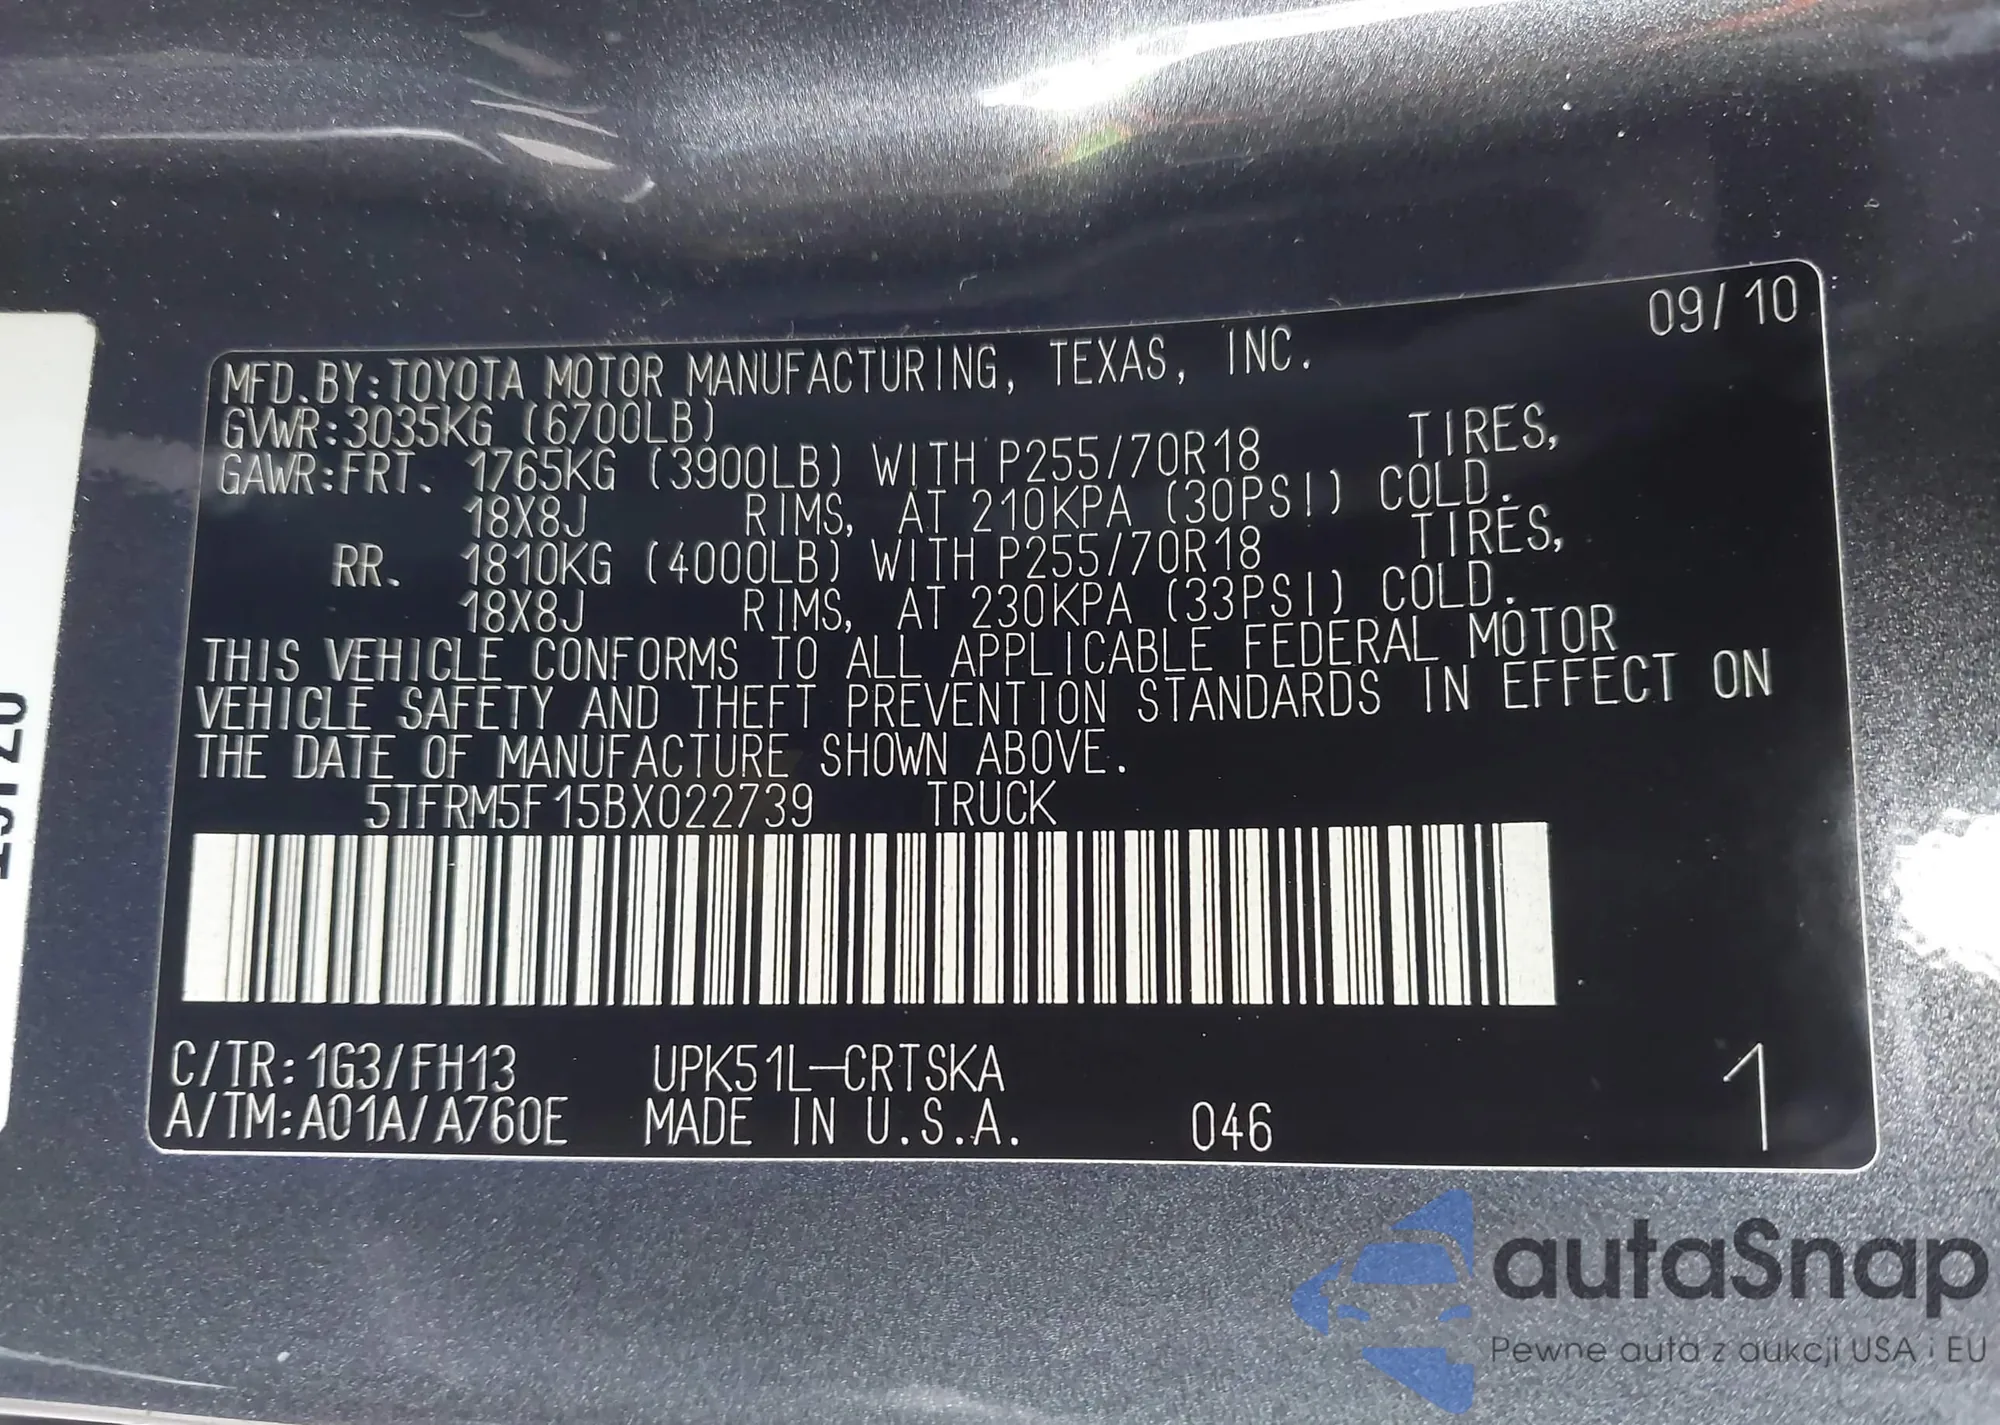 09/10
MFD.BY:TOYOTA MOTOR MANUFACTURING, TEXAS, INC.
GVWR:3035KG (6700LB)
GAWR:FRT. 1765KG (3900LB) WITH P255/70R18 TIRES,
18X8J RIMS, AT 210KPA (30PSI) COLD.
RR. 1810KG (4000LB) WITH P255/70R18 TIRES,
18X8J RIMS, AT 230KPA (33PSI) COLD.
THIS VEHICLE CONFORMS TO ALL APPLICABLE FEDERAL MOTOR
VEHICLE SAFETY AND THEFT PREVENTION STANDARDS IN EFFECT ON
THE DATE OF MANUFACTURE SHOWN ABOVE.
5TFRM5F15BX022739 TRUCK
C/TR:1G3/FH13 UPK51L-CRTSKA
A/TM:A01A/A760E MADE IN U.S.A. 046 1
autaSnap
Pewne auta z aukcji USA i EU